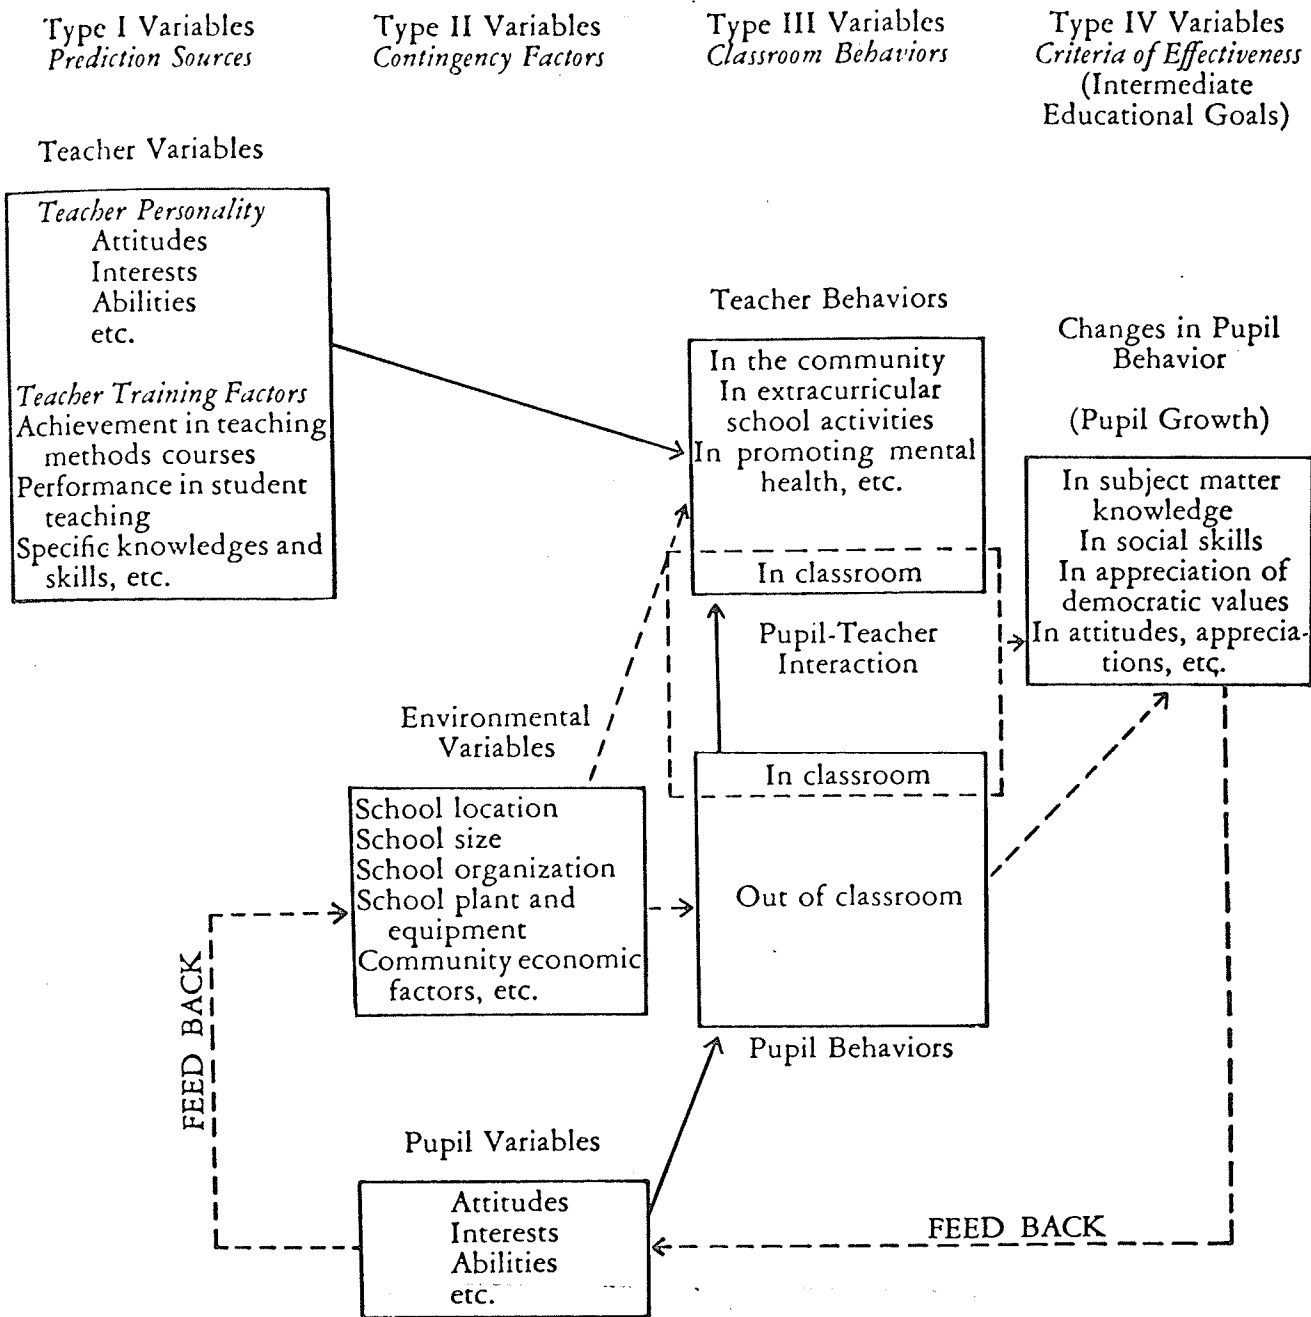 Type I Variables
Prediction Sources
Type II Variables
Contingency Factors
Type III Variables
Classroom Behaviors
Type IV Variables
Criteria of Effectiveness
(Intermediate
Educational Goals)
Teacher Variables
Teacher Personality
Attitudes
Interests
Abilities
etc.
Teacher Training Factors
Achievement in teaching
methods courses
Performance in student
teaching
Specific knowledges and
skills, etc.
Teacher Behaviors
In the community
In extracurricular
school activities
In promoting mental
health, etc.
In classroom
Pupil-Teacher
Interaction
Changes in Pupil
Behavior
(Pupil Growth)
In subject matter
knowledge
In social skills
In appreciation of
democratic values
In attitudes, apprecia-
tions, etc.
Environmental
Variables
School location
School size
School organization
School plant and
equipment
Community economic
factors, etc.
In classroom
Out of classroom
Pupil Behaviors
FEED BACK
Pupil Variables
Attitudes
Interests
Abilities
etc.
FEED BACK